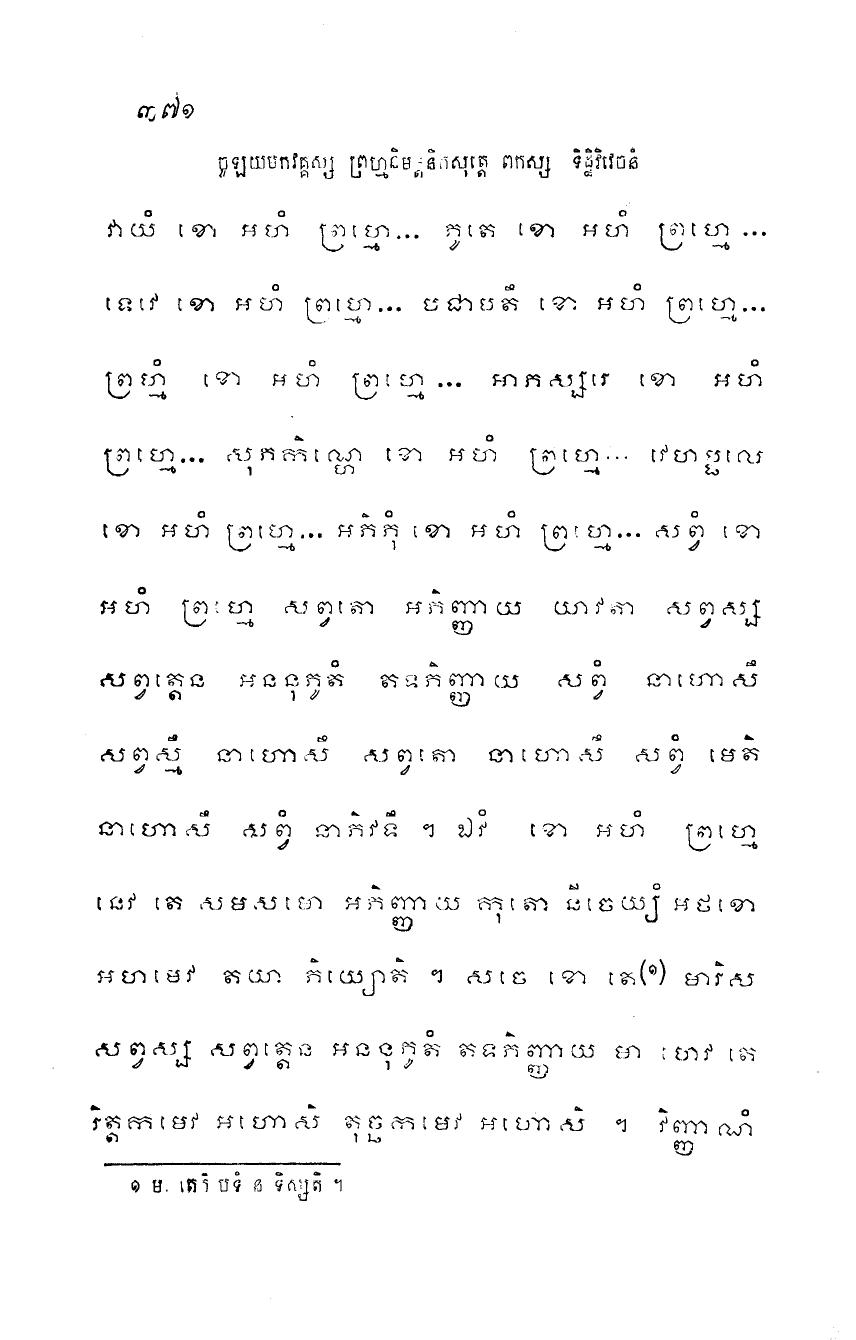 ៣៧១
ចូឡយមកវគ្គស្ស ព្រហ្មនិមន្តនិកសុត្តេ ពកស្ស ទិដ្ឋិវិវេចនំ
វាយំ ខោ អហំ ព្រហ្មេ... ភូតេ ខោ អហំ ព្រហ្មេ...
ទេវេ ខោ អហំ ព្រហ្មេ... បជាបតឹ ខោ អហំ ព្រហ្មេ...
ព្រហ្មំ ខោ អហំ ព្រហ្មេ... អាភស្សរេ ខោ អហំ
ព្រហ្មេ... សុភកិណ្ហេ ខោ អហំ ព្រហ្មេ... វេហប្ផលេ
ខោ អហំ ព្រហ្មេ... អភិភុំ ខោ អហំ ព្រហ្មេ... សព្វំ ខោ
អហំ ព្រហ្មេ សព្វតោ អភិញ្ញាយ យាវតា សព្វស្ស
សព្វត្តេន អននុភូតំ តទភិញ្ញាយ សព្វំ នាហោសឹ
សព្វស្មឹ នាហោសឹ សព្វតោ នាហោសឹ សព្វំ មេតិ
នាហោសឹ សព្វំ នាភិវទឹ ។ ឯវំ ខោ អហំ ព្រហ្មេ
នេវ តេ សមសមោ អភិញ្ញាយ កុតោ នីចេយ្យំ អថខោ
អហមេវ តយា ភិយ្យោតិ ។ សចេ ខោ តេ(១) មារិស
សព្វស្ស សព្វត្តេន អននុភូតំ តទភិញ្ញាយ មា ហេវ តេ
រិត្តកមេវ អហោសិ តុច្ឆកមេវ អហោសិ ។ វិញ្ញាណំ
១ ម. តេតិ បទំ ន ទិស្សតិ ។